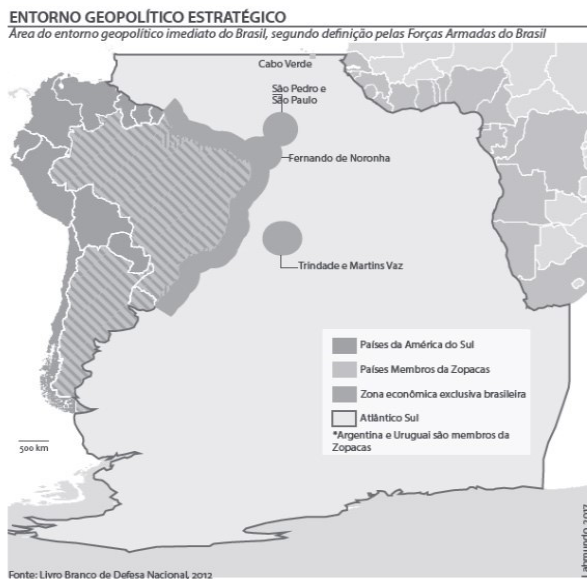 ENTORNO GEOPOLÍTICO ESTRATÉGICO
Área do entorno geopolítico imediato do Brasil, segundo definição pelas Forças Armadas do Brasil
Cabo Verde
São Pedro e
São Paulo
Fernando de Noronha
Trindade e Martins Vaz
Países da América do Sul
Países Membros da Zopacas
Zona econômica exclusiva brasileira
Atlântico Sul
*Argentina e Uruguai são membros da
Zopacas
500 km
Fonte: Livro Branco de Defesa Nacional, 2012